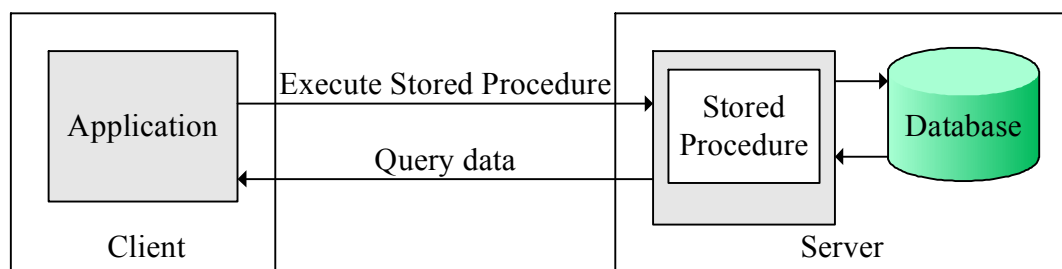 Application
Client
Execute Stored Procedure
Query data
Stored
Procedure
Database
Server